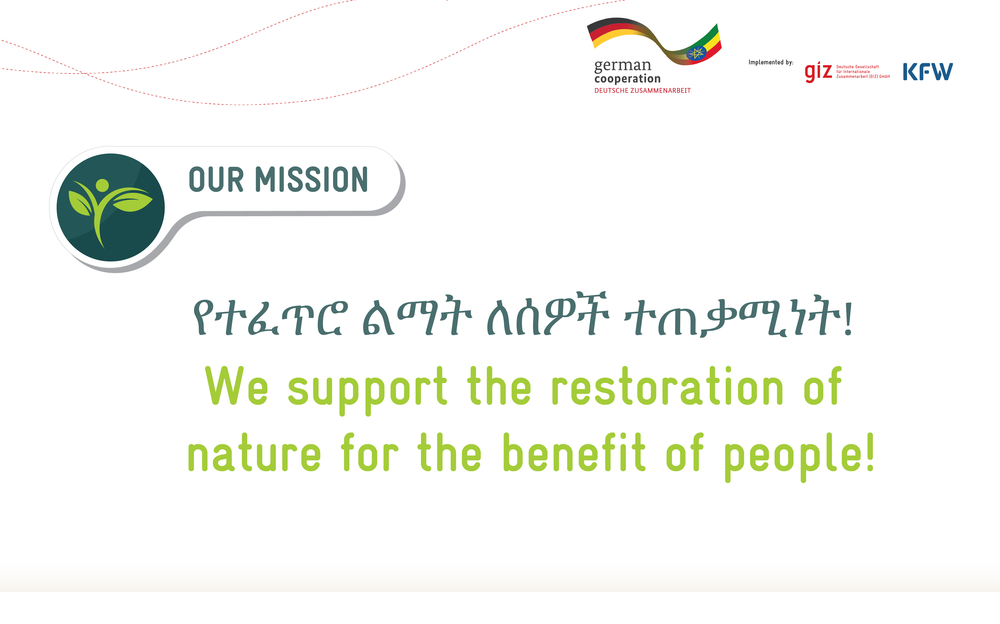 german
cooperation
DEUTSCHE ZUSAMMENARBEIT
Implemented by:
giz
Deutsche Gesellschaft
für Internationale
Zusammenarbeit (GIZ) GmbH
KFW
OUR MISSION
የተፈጥሮ ልማት ለሰዎች ተጠቃሚነት!
We support the restoration of
nature for the benefit of people!